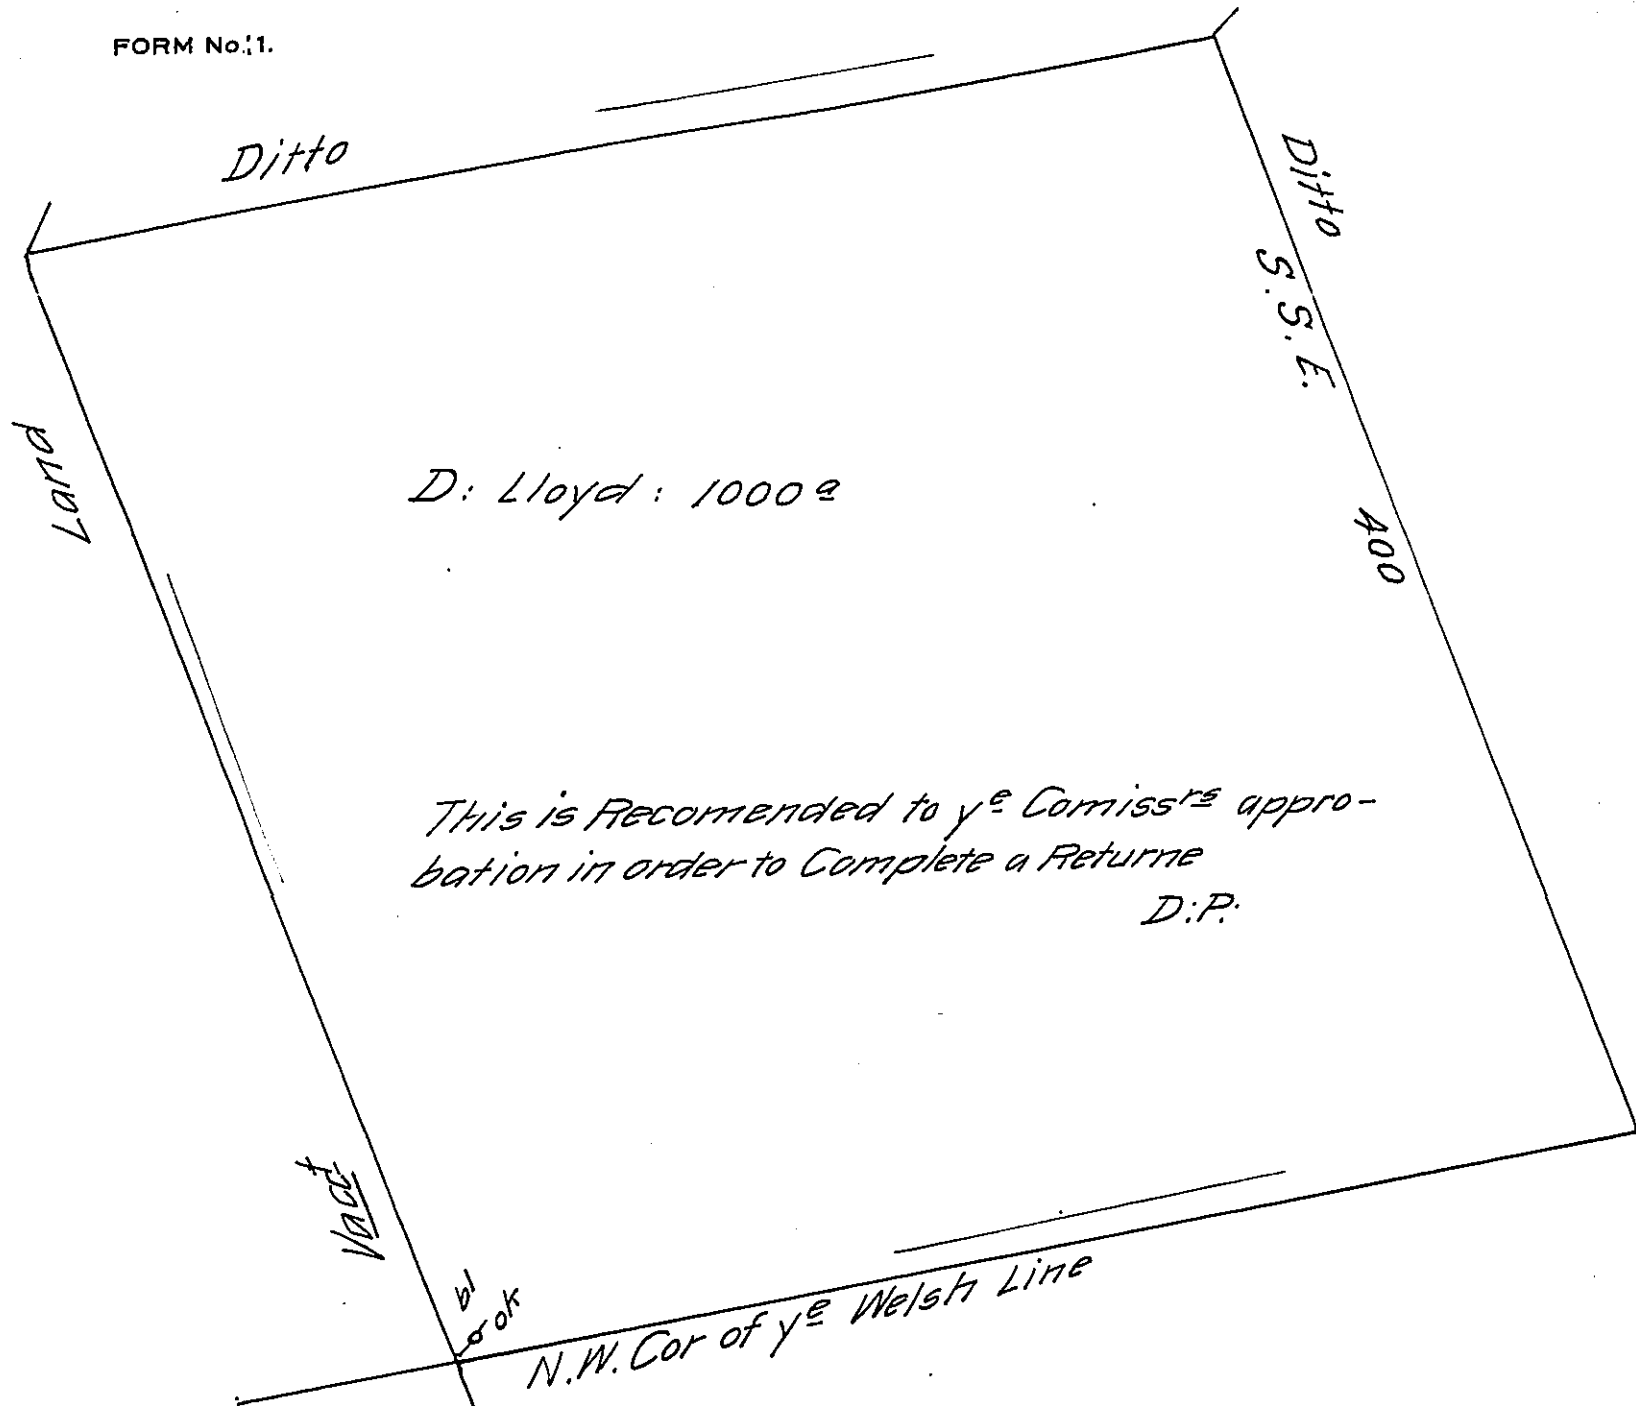 FORM No. 1.
Ditto
Ditto
S. S. E.
400
Land
D: Lloyd: 1000 a
This is Recomended to ye Comissrs appro-
bation in order to Complete a Returne
D:P:
Vact
bl
ok
N.W. Cor of ye Welsh Line